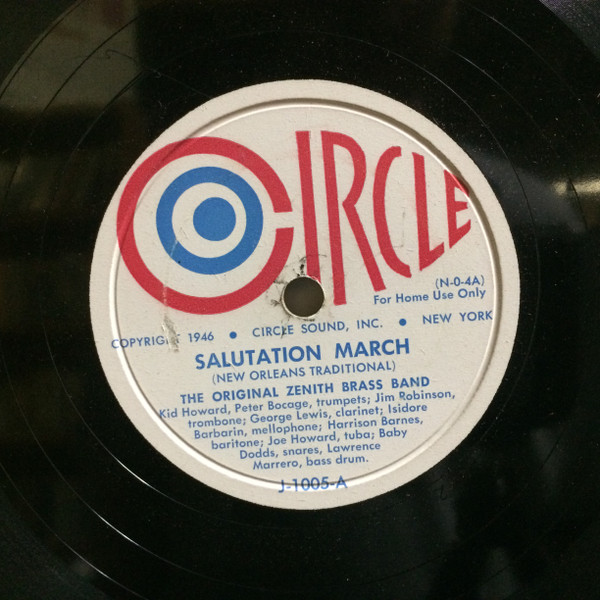 CIRCLE
(N-0-4A)
For Home Use Only
COPYRIGHT 1946 • CIRCLE SOUND, INC. • NEW YORK
SALUTATION MARCH
(NEW ORLEANS TRADITIONAL)
THE ORIGINAL ZENITH BRASS BAND
Kid Howard, Peter Bocage, trumpets; Jim Robinson,
trombone; George Lewis, clarinet; Isidore
Barbarin, mellophone; Harrison Barnes,
baritone; Joe Howard, tuba; Baby
Dodds, snares, Lawrence
Marrero, bass drum.
J-1005-A